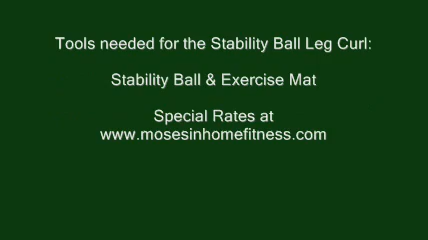 Tools needed for the Stability Ball Leg Curl:
Stability Ball & Exercise Mat
Special Rates at
www.mosesinhomefitness.com